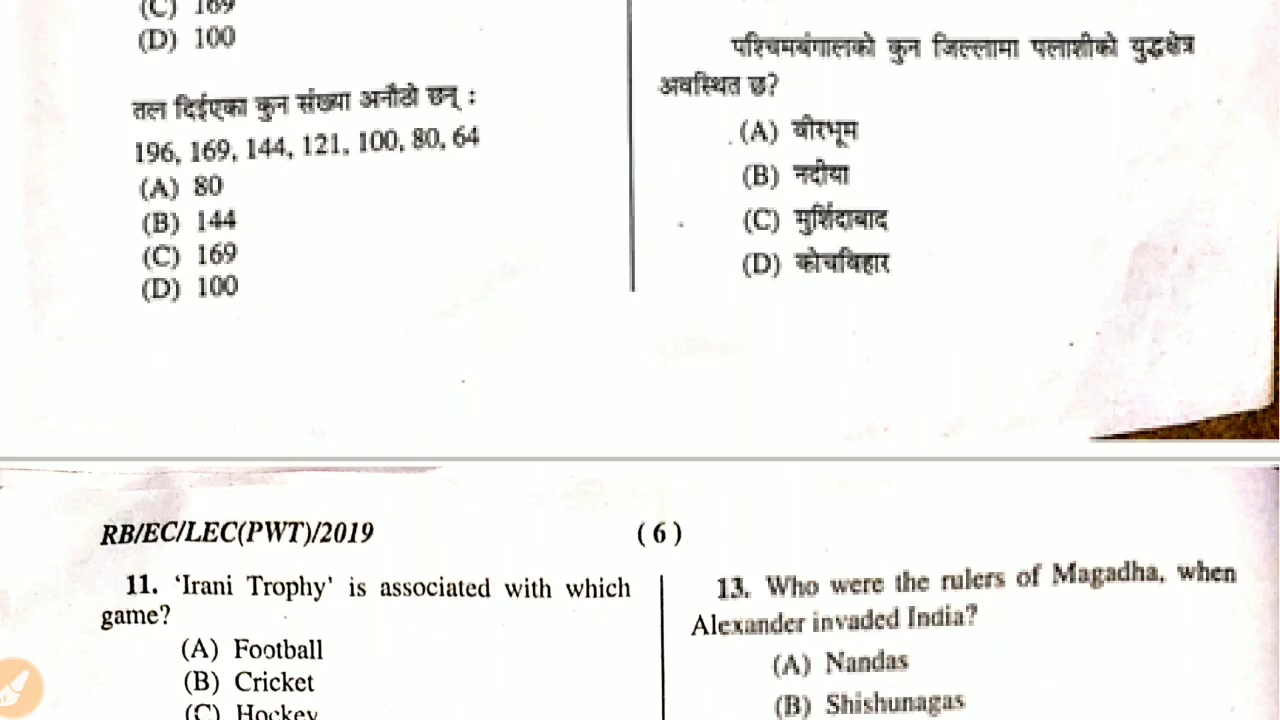 (C) 169
(D) 100
तल दिईएका कुन संख्या अनौठो छन् :
196, 169, 144, 121, 100, 80, 64
(A) 80
(B) 144
(C) 169
(D) 100
पश्चिमबंगालको कुन जिल्लामा पलाशीको युद्धक्षेत्र
अवस्थित छ?
(A) बीरभूम
(B) नदीया
(C) मुर्शिदाबाद
(D) कोचबिहार
RB/EC/LEC(PWT)/2019
( 6 )
11. ‘Irani Trophy’ is associated with which
game?
(A) Football
(B) Cricket
(C) Hockey
13. Who were the rulers of Magadha, when
Alexander invaded India?
(A) Nandas
(B) Shishunagas